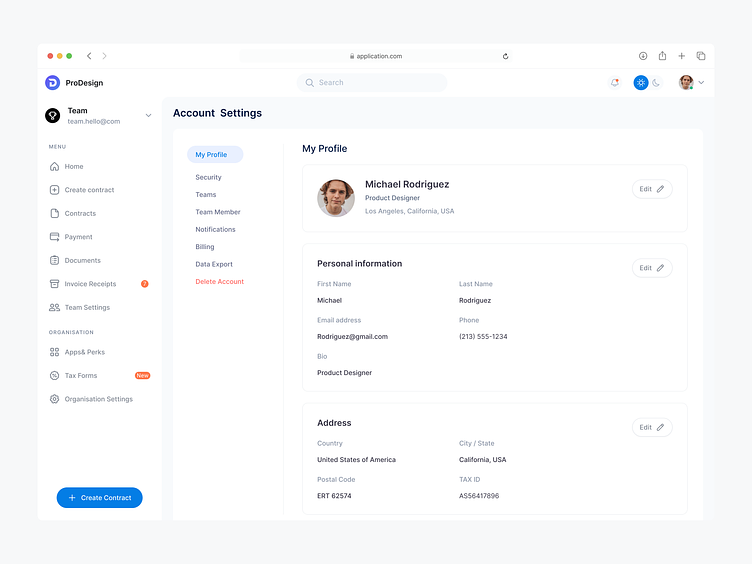 application.com
ProDesign
Search
Team
team.hello@com
MENU
Home
Create contract
Contracts
Payment
Documents
Invoice Receipts
7
Team Settings
ORGANISATION
Apps& Perks
Tax Forms
New
Organisation Settings
Create Contract
Account Settings
My Profile
Security
Teams
Team Member
Notifications
Billing
Data Export
Delete Account
My Profile
Michael Rodriguez
Product Designer
Los Angeles, California, USA
Edit
Personal information
Edit
First Name
Last Name
Michael
Rodriguez
Email address
Phone
Rodriguez@gmail.com
(213) 555-1234
Bio
Product Designer
Address
Edit
Country
City / State
United States of America
California, USA
Postal Code
TAX ID
ERT 62574
AS56417896